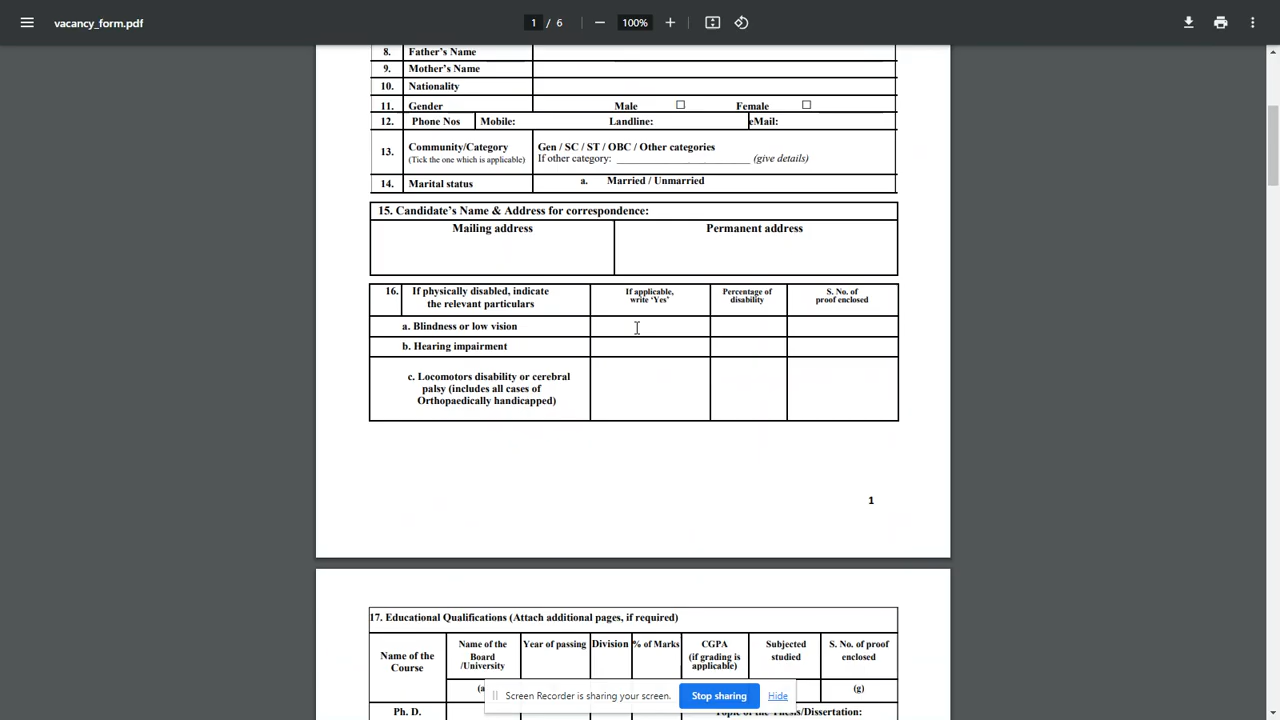 vacancy_form.pdf
1 / 6
100%
8. Father's Name
9. Mother's Name
10. Nationality
11. Gender Male ☐ Female ☐
12. Phone Nos Mobile: Landline: eMail:
13. Community/Category
(Tick the one which is applicable)
Gen / SC / ST / OBC / Other categories
If other category: ____________________ (give details)
14. Marital status a. Married / Unmarried
15. Candidate's Name & Address for correspondence:
Mailing address Permanent address
16. If physically disabled, indicate
the relevant particulars
If applicable,
write 'Yes'
Percentage of
disability
S. No. of
proof enclosed
a. Blindness or low vision
b. Hearing impairment
c. Locomotors disability or cerebral
palsy (includes all cases of
Orthopaedically handicapped)
1
17. Educational Qualifications (Attach additional pages, if required)
Name of the
Course
Name of the
Board
/University
Year of passing
Division
% of Marks
CGPA
(if grading is
applicable)
Subjected
studied
S. No. of proof
enclosed
(a
(g)
Ph. D.
Thesis/Dissertation:
Screen Recorder is sharing your screen.
Stop sharing
Hide